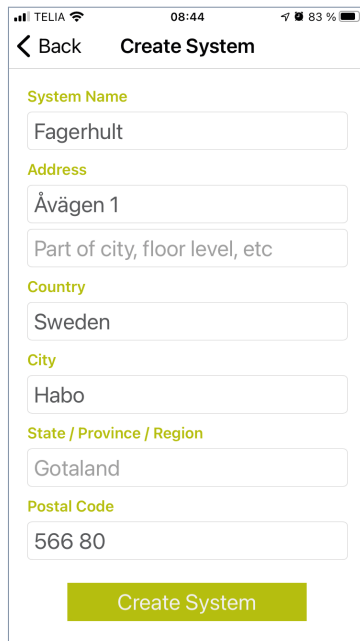 TELIA 08:44 83 %
Back Create System
System Name
Fagerhult
Address
Åvägen 1
Part of city, floor level, etc
Country
Sweden
City
Habo
State / Province / Region
Gotaland
Postal Code
566 80
Create System